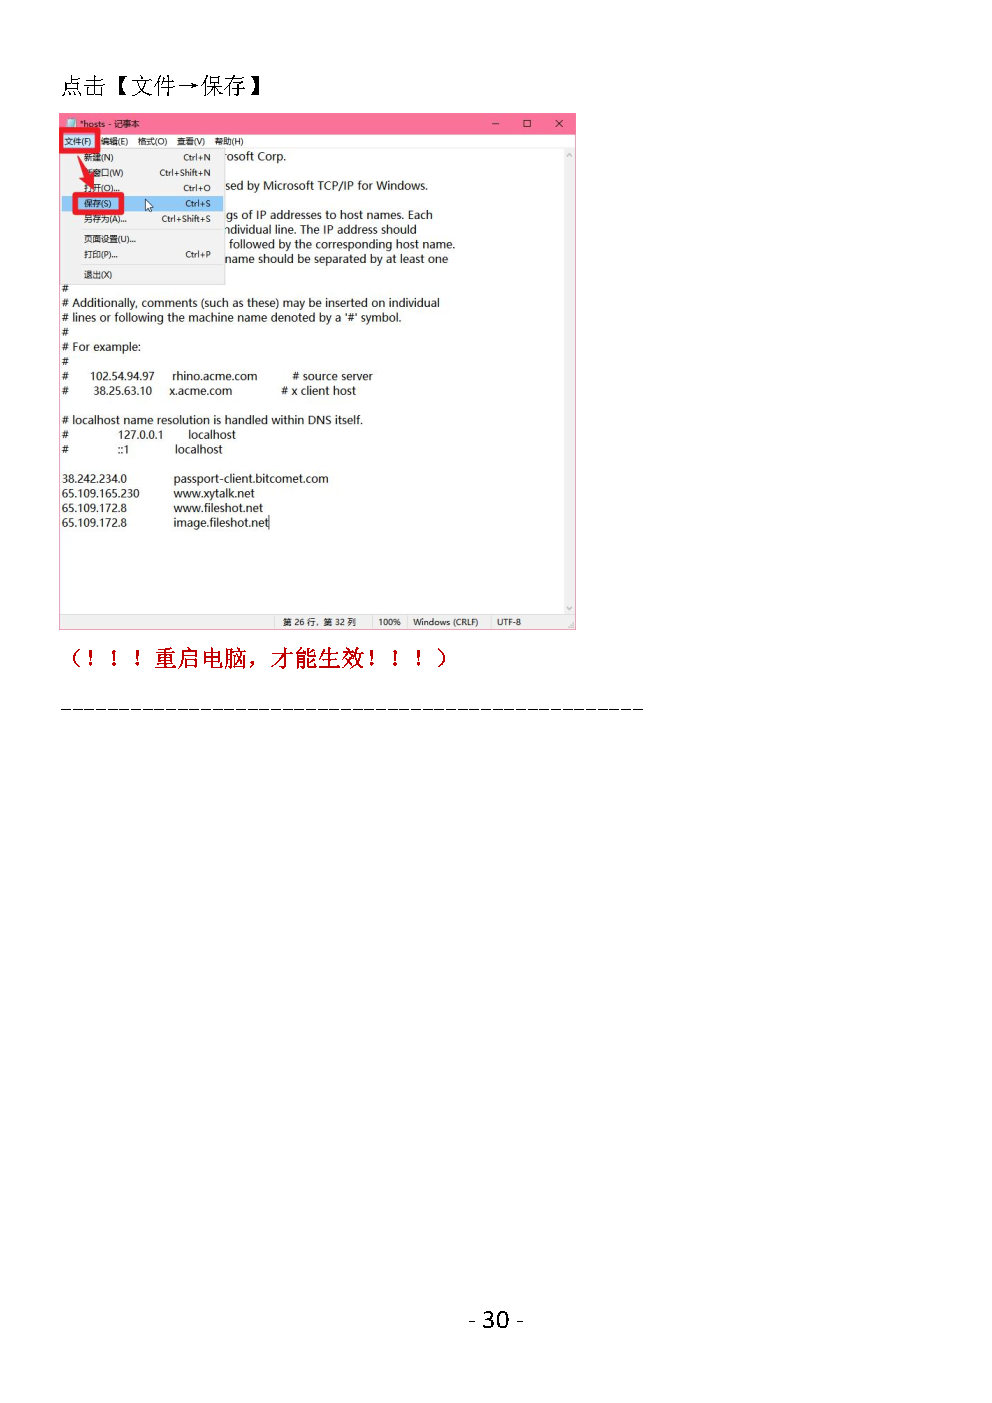 点击【文件→保存】
*hosts - 记事本
文件(F) 编辑(E) 格式(O) 查看(V) 帮助(H)
新建(N) Ctrl+N
窗口(W) Ctrl+Shift+N
打开(O)... Ctrl+O
保存(S) Ctrl+S
另存为(A)... Ctrl+Shift+S
页面设置(U)...
打印(P)... Ctrl+P
退出(X)
rosoft Corp.
sed by Microsoft TCP/IP for Windows.
gs of IP addresses to host names. Each
ndividual line. The IP address should
followed by the corresponding host name.
name should be separated by at least one
#
# Additionally, comments (such as these) may be inserted on individual
# lines or following the machine name denoted by a '#' symbol.
#
# For example:
#
# 102.54.94.97 rhino.acme.com # source server
# 38.25.63.10 x.acme.com # x client host
# localhost name resolution is handled within DNS itself.
# 127.0.0.1 localhost
# ::1 localhost
38.242.234.0 passport-client.bitcomet.com
65.109.165.230 www.xytalk.net
65.109.172.8 www.fileshot.net
65.109.172.8 image.fileshot.net
第 26 行，第 32 列 100% Windows (CRLF) UTF-8
（！！！重启电脑，才能生效！！！）
- 30 -